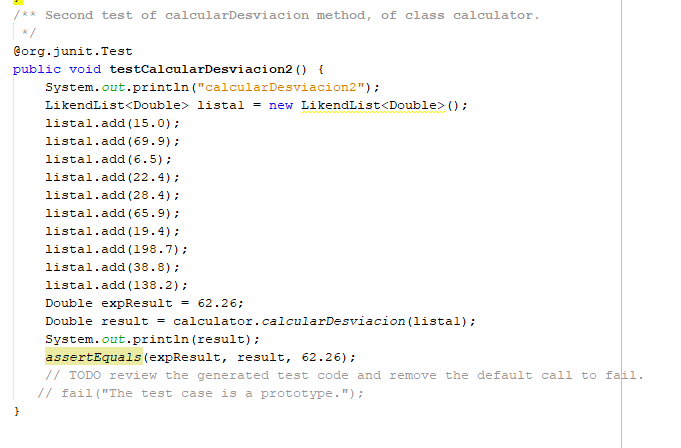 }
/** Second test of calcularDesviacion method, of class calculator.
*/
@org.junit.Test
public void testCalcularDesviacion2() {
System.out.println("calcularDesviacion2");
LikendList<Double> lista1 = new LikendList<Double>();
lista1.add(15.0);
lista1.add(69.9);
lista1.add(6.5);
lista1.add(22.4);
lista1.add(28.4);
lista1.add(65.9);
lista1.add(19.4);
lista1.add(198.7);
lista1.add(38.8);
lista1.add(138.2);
Double expResult = 62.26;
Double result = calculator.calcularDesviacion(lista1);
System.out.println(result);
assertEquals(expResult, result, 62.26);
// TODO review the generated test code and remove the default call to fail.
// fail("The test case is a prototype.");
}